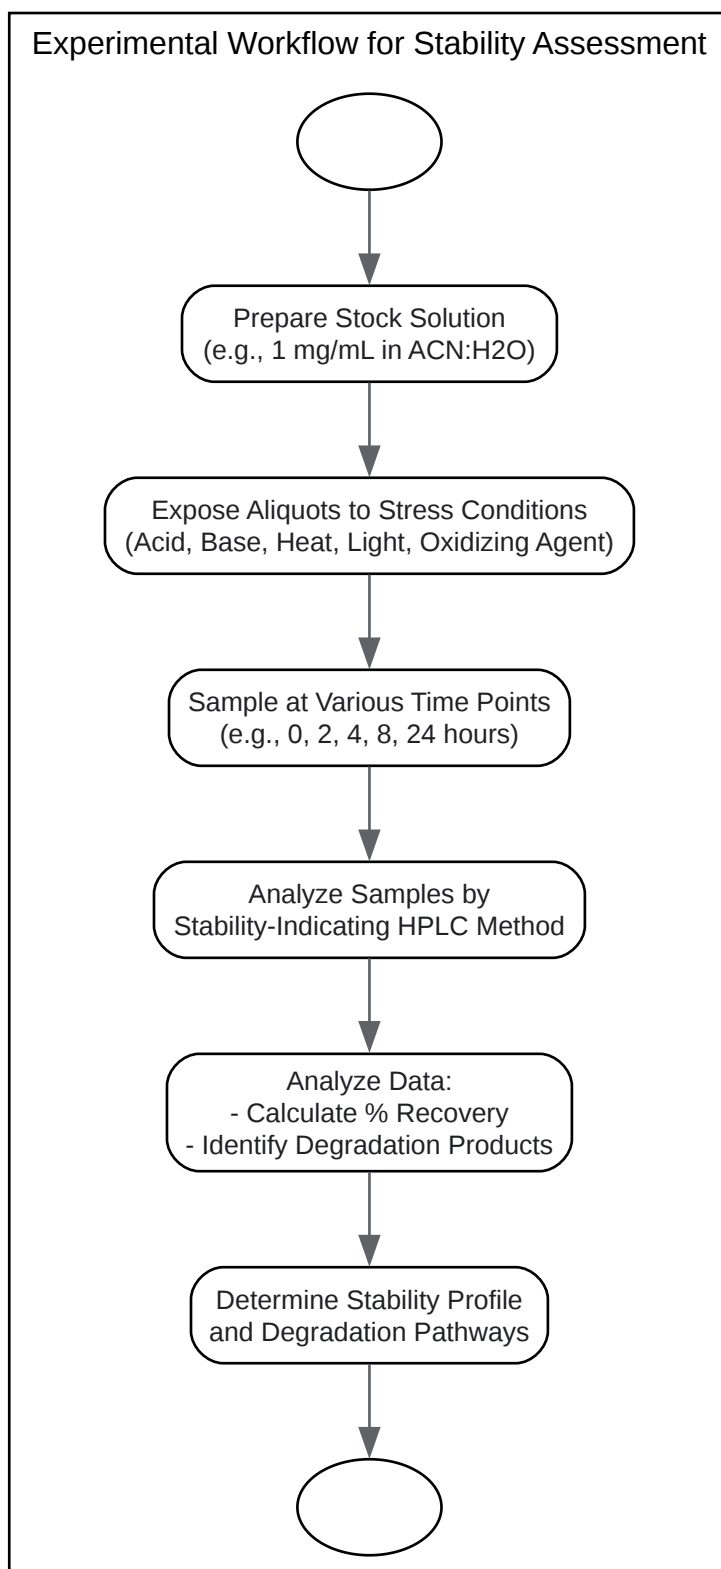 Experimental Workflow for Stability Assessment
Prepare Stock Solution
(e.g., 1 mg/mL in ACN:H2O)
Expose Aliquots to Stress Conditions
(Acid, Base, Heat, Light, Oxidizing Agent)
Sample at Various Time Points
(e.g., 0, 2, 4, 8, 24 hours)
Analyze Samples by
Stability-Indicating HPLC Method
Analyze Data:
- Calculate % Recovery
- Identify Degradation Products
Determine Stability Profile
and Degradation Pathways